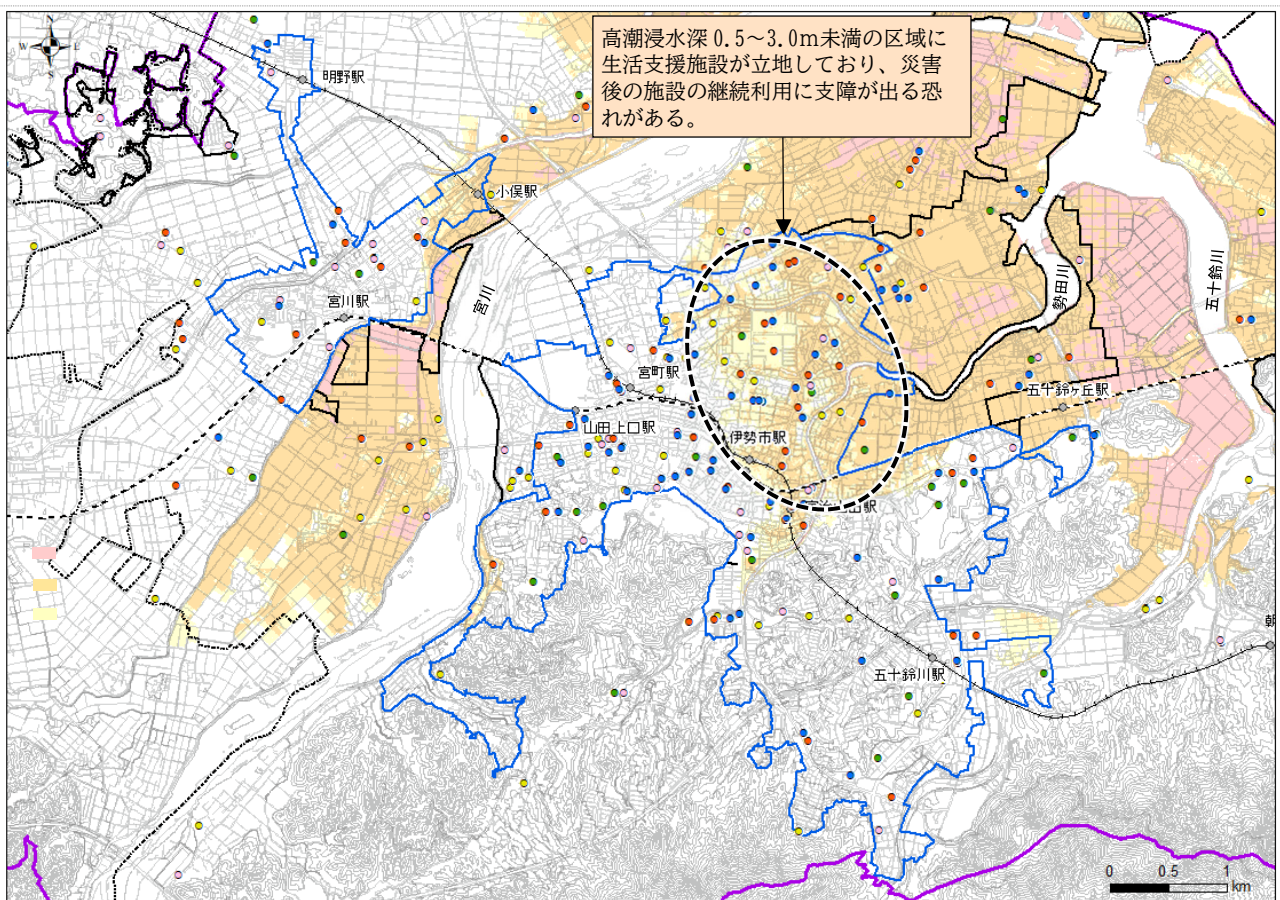 高潮浸水深 0.5～3.0m未満の区域に
生活支援施設が立地しており、災害
後の施設の継続利用に支障が出る恐
れがある。
N
W
E
S
明野駅
小俣駅
宮川駅
宮川
宮町駅
山田上口駅
伊勢市駅
勢田川
五十鈴川
五十鈴ヶ丘駅
五十鈴川駅
朝
0 0.5 1
km